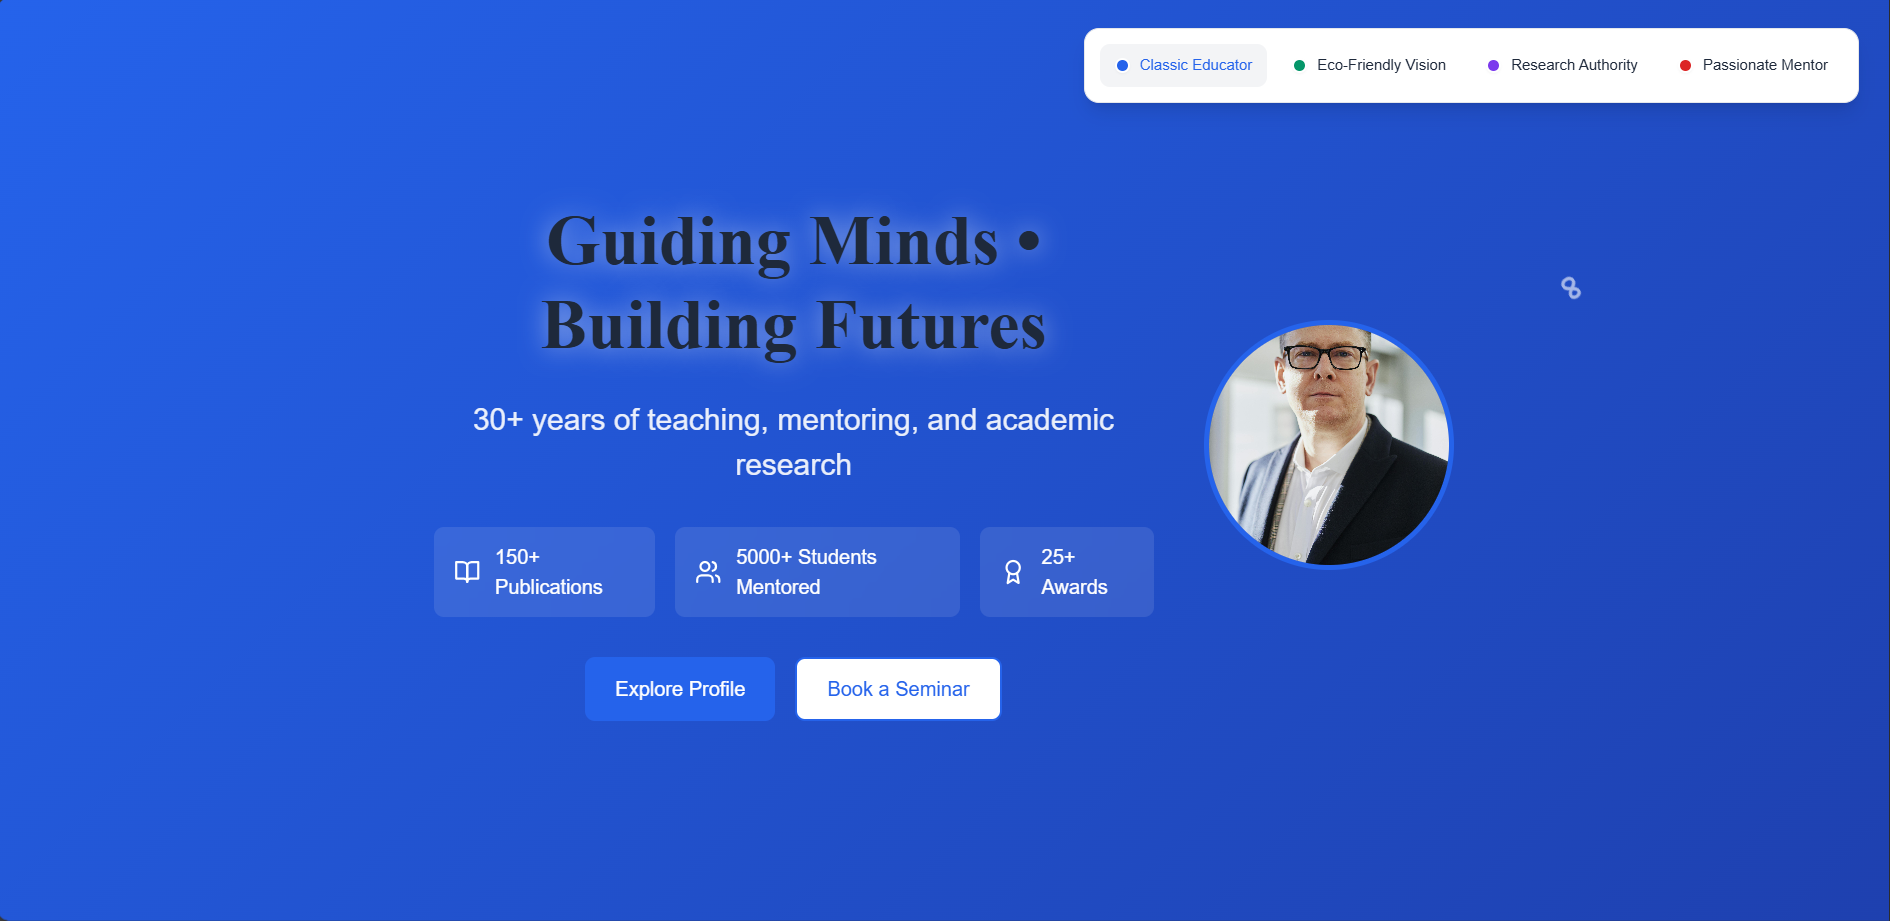 Classic Educator
Eco-Friendly Vision
Research Authority
Passionate Mentor
Guiding Minds •
Building Futures
30+ years of teaching, mentoring, and academic
research
150+
Publications
5000+ Students
Mentored
25+
Awards
Explore Profile
Book a Seminar